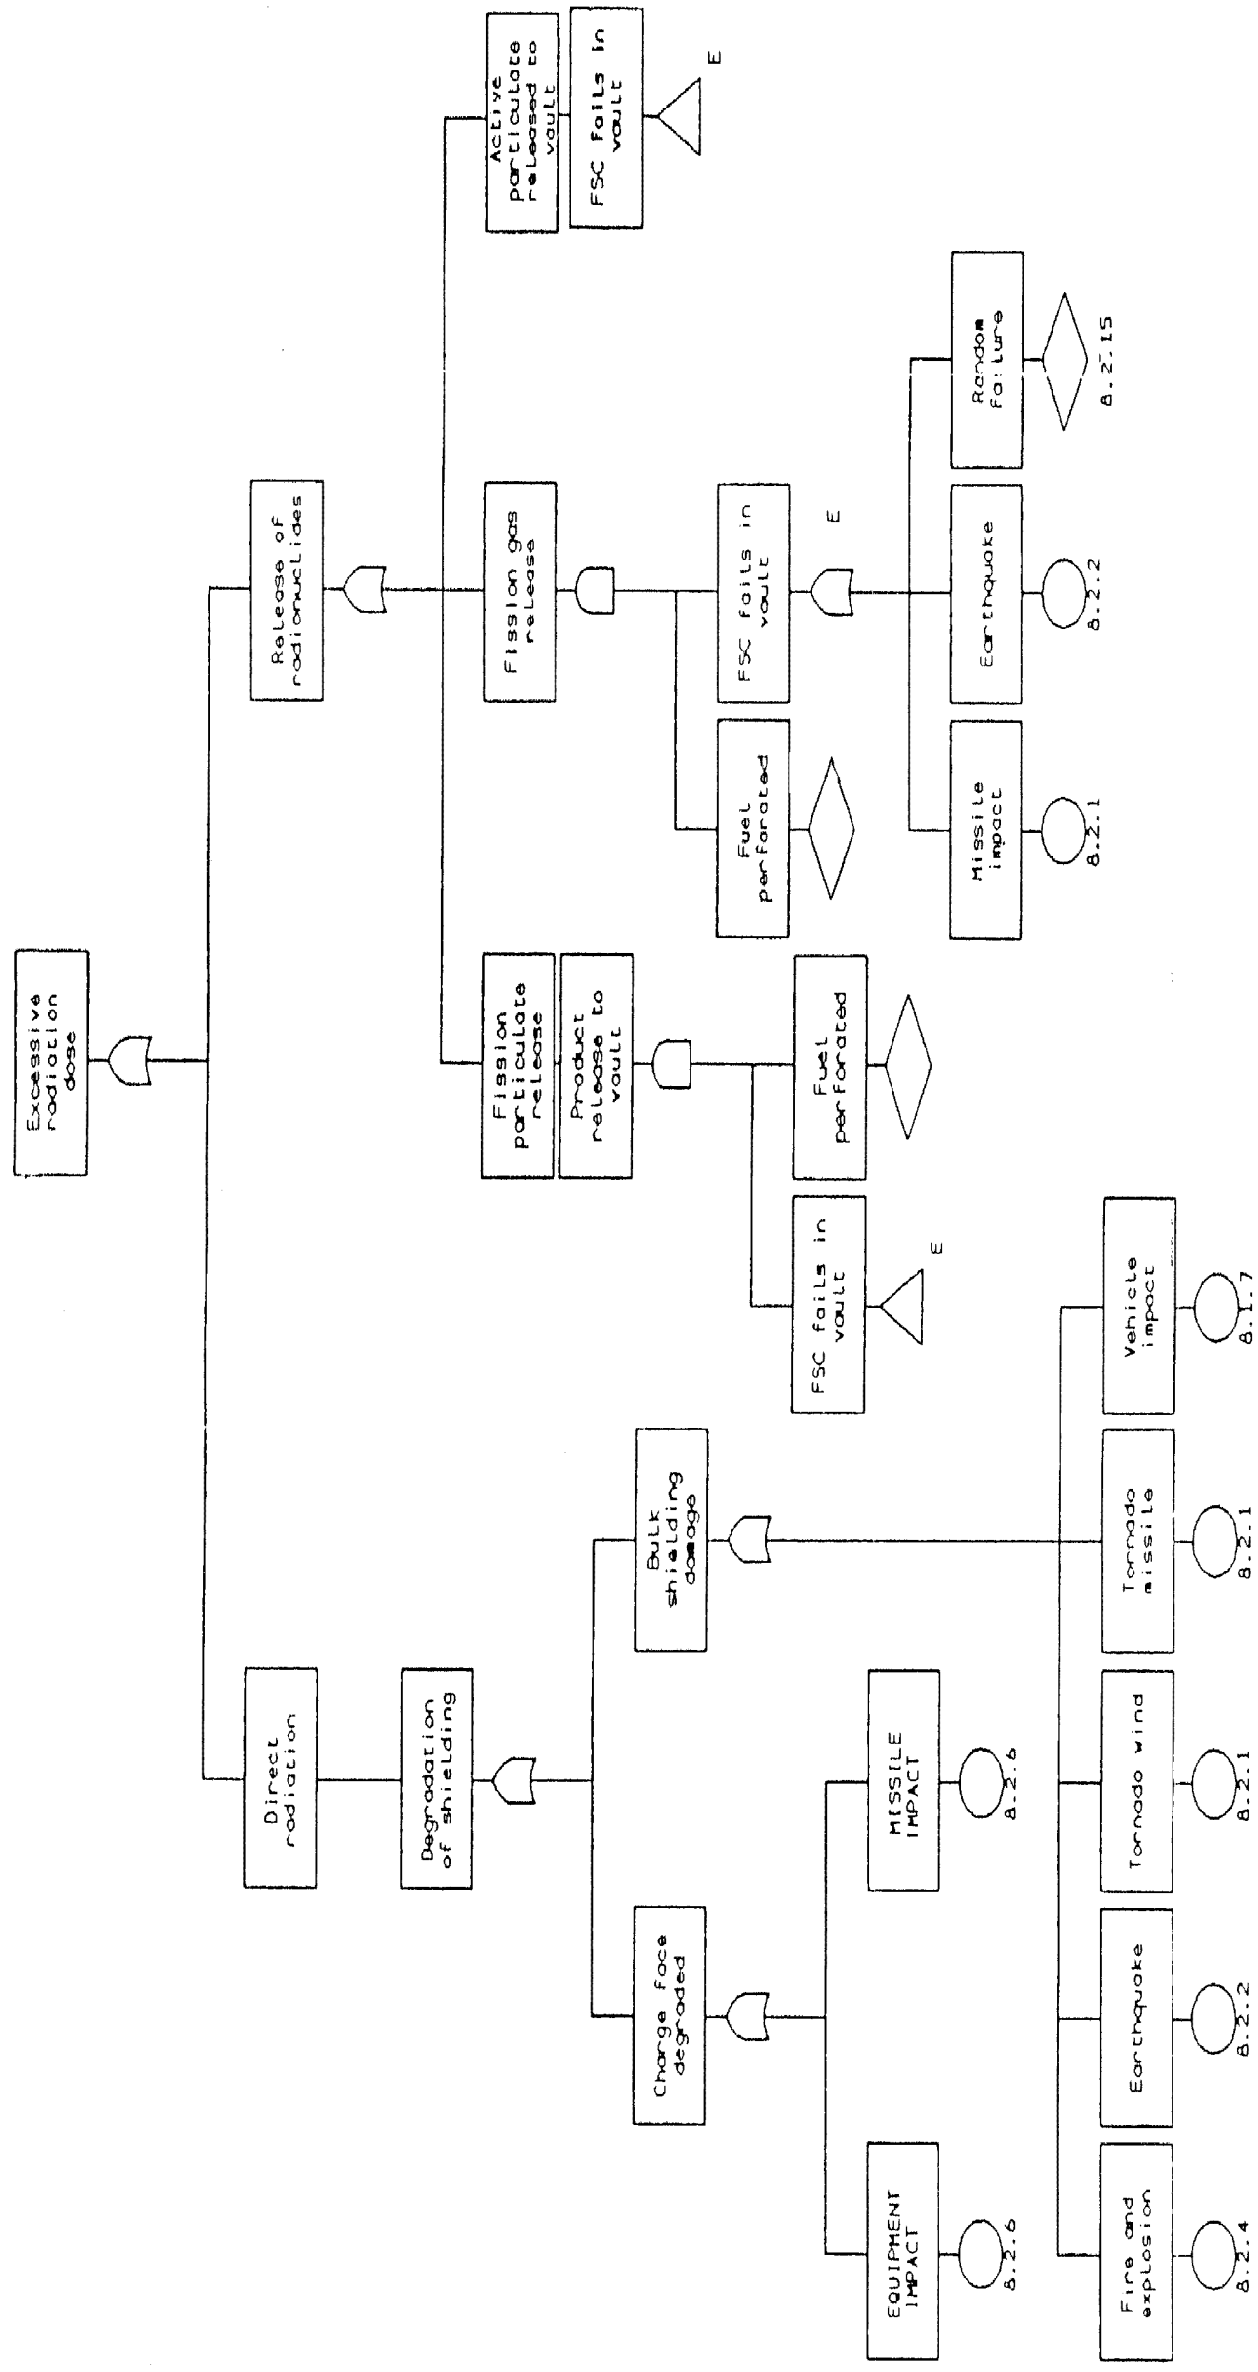 Excessive
radiation
dose
Direct
radiation
Release of
radionuclides
Degradation
of shielding
Fission
particulate
release
Product
release to
vault
Fission gas
release
Active
particulate
released to
vault
FSC fails in
vault
E
Charge face
degraded
Bulk
shielding
damage
FSC fails in
vault
E
Fuel
perforated
Fuel
perforated
FSC fails in
vault
E
EQUIPMENT
IMPACT
8.2.6
MISSILE
IMPACT
8.2.6
Missile
impact
8.2.1
Earthquake
8.2.2
Random
failure
8.2.15
Fire and
explosion
8.2.4
Earthquake
8.2.2
Tornado wind
8.2.1
Tornado
missile
8.2.1
Vehicle
impact
8.1.7